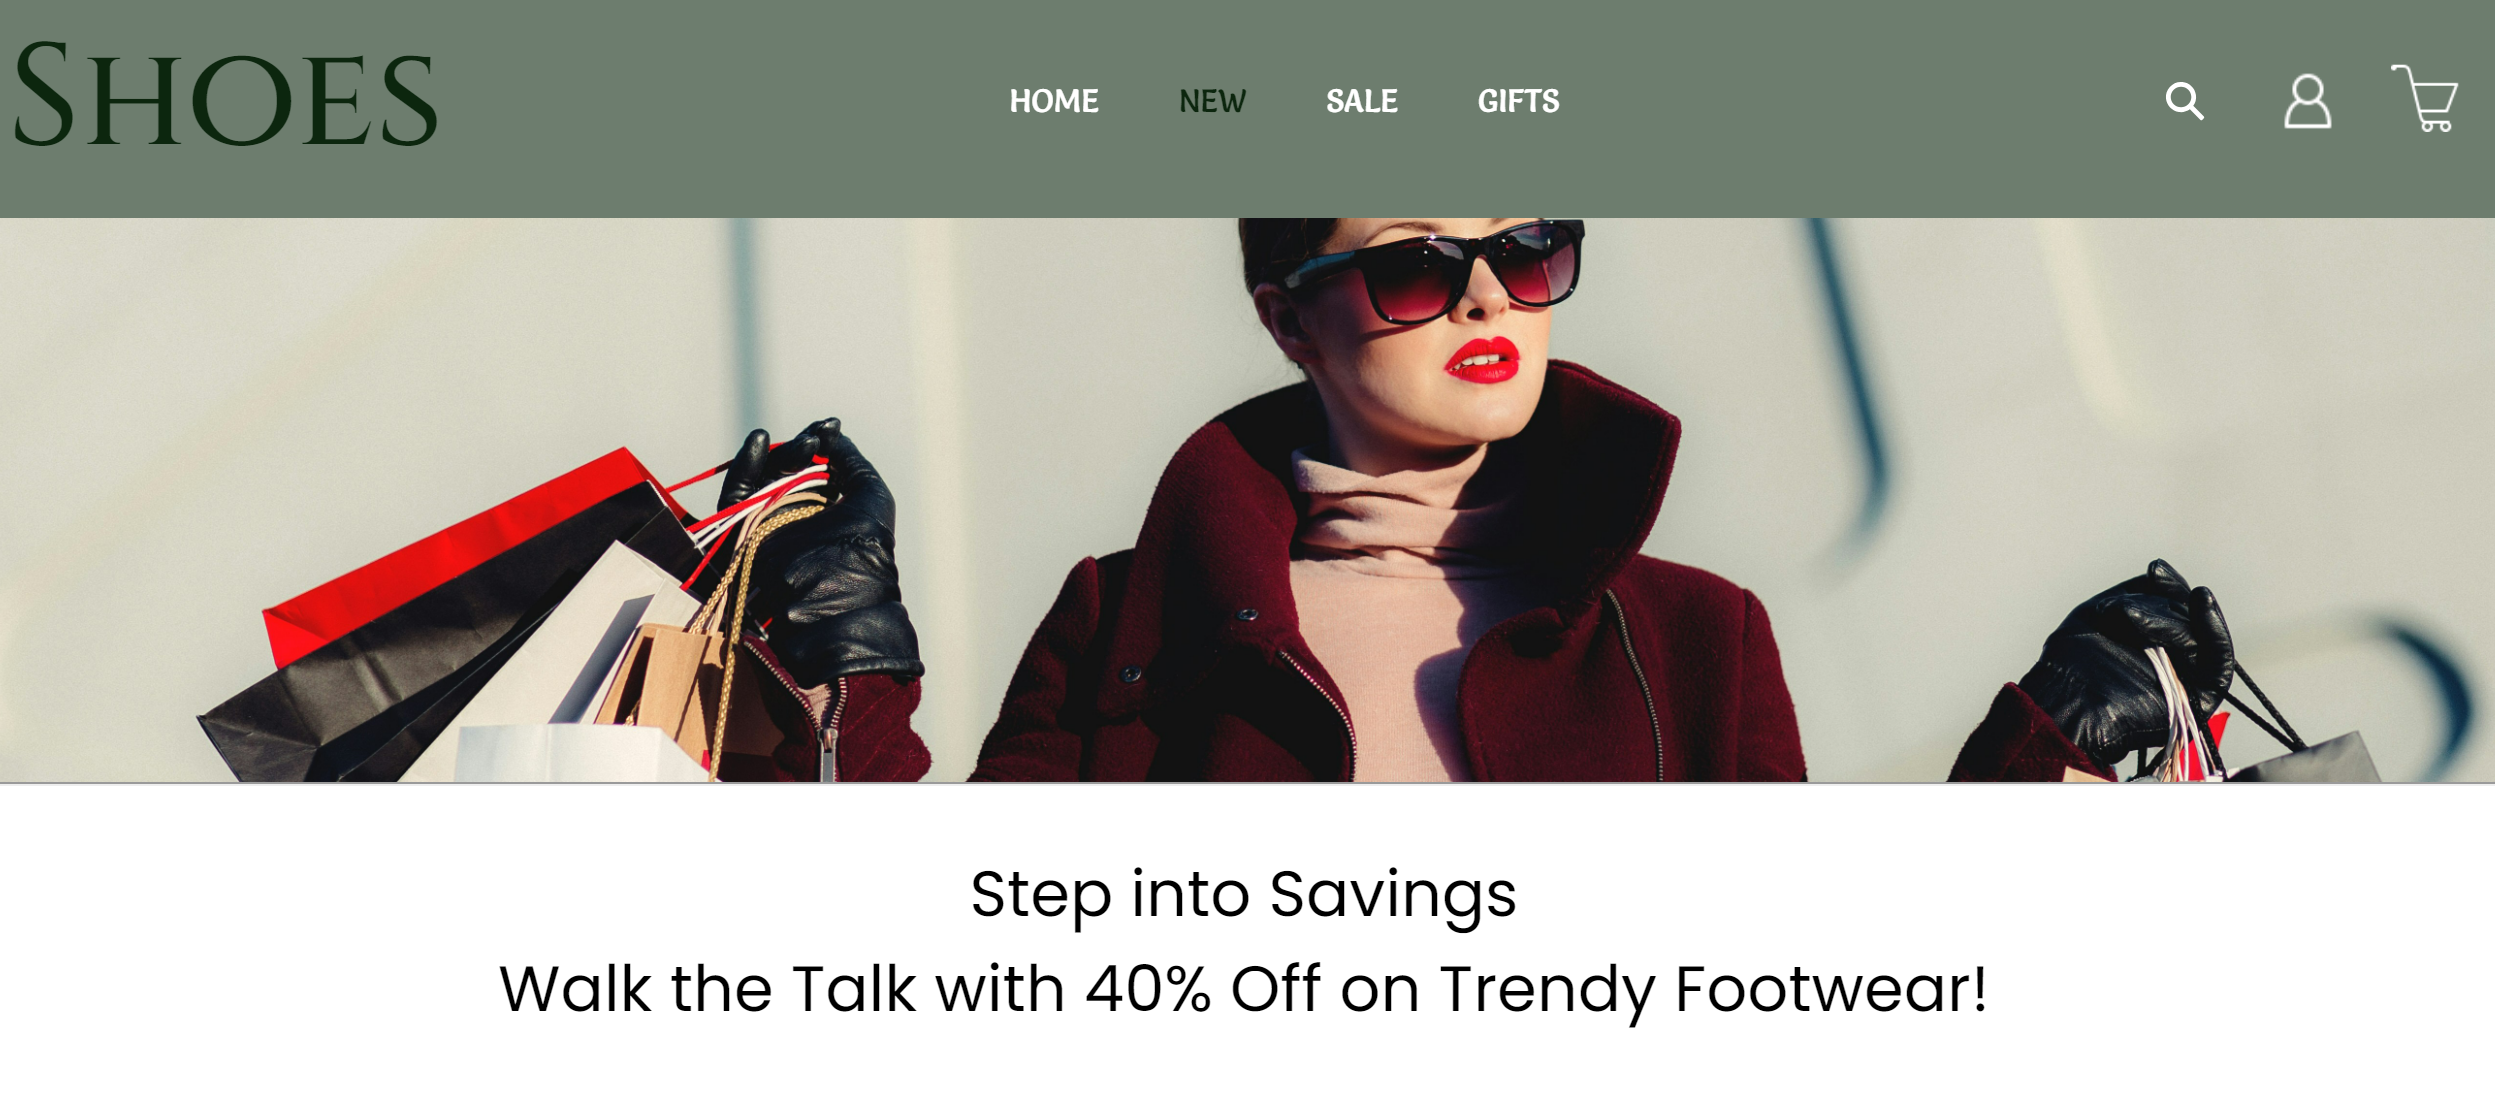 SHOES
HOME NEW SALE GIFTS
Step into Savings
Walk the Talk with 40% Off on Trendy Footwear!